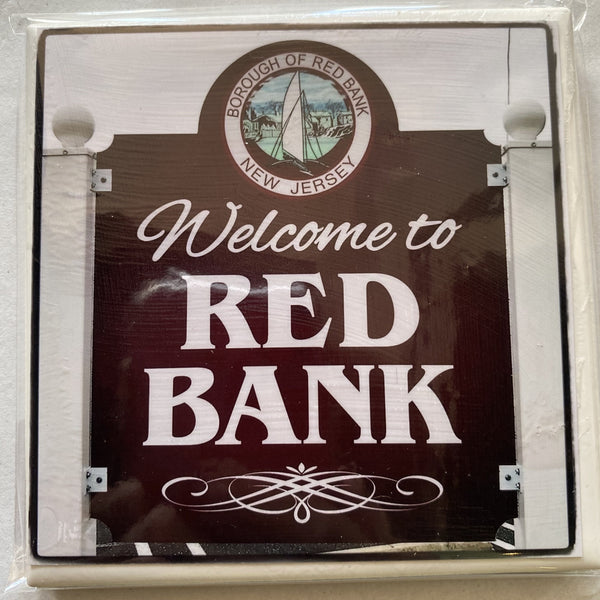 BOROUGH OF RED BANK
NEW JERSEY
Welcome to
RED
BANK